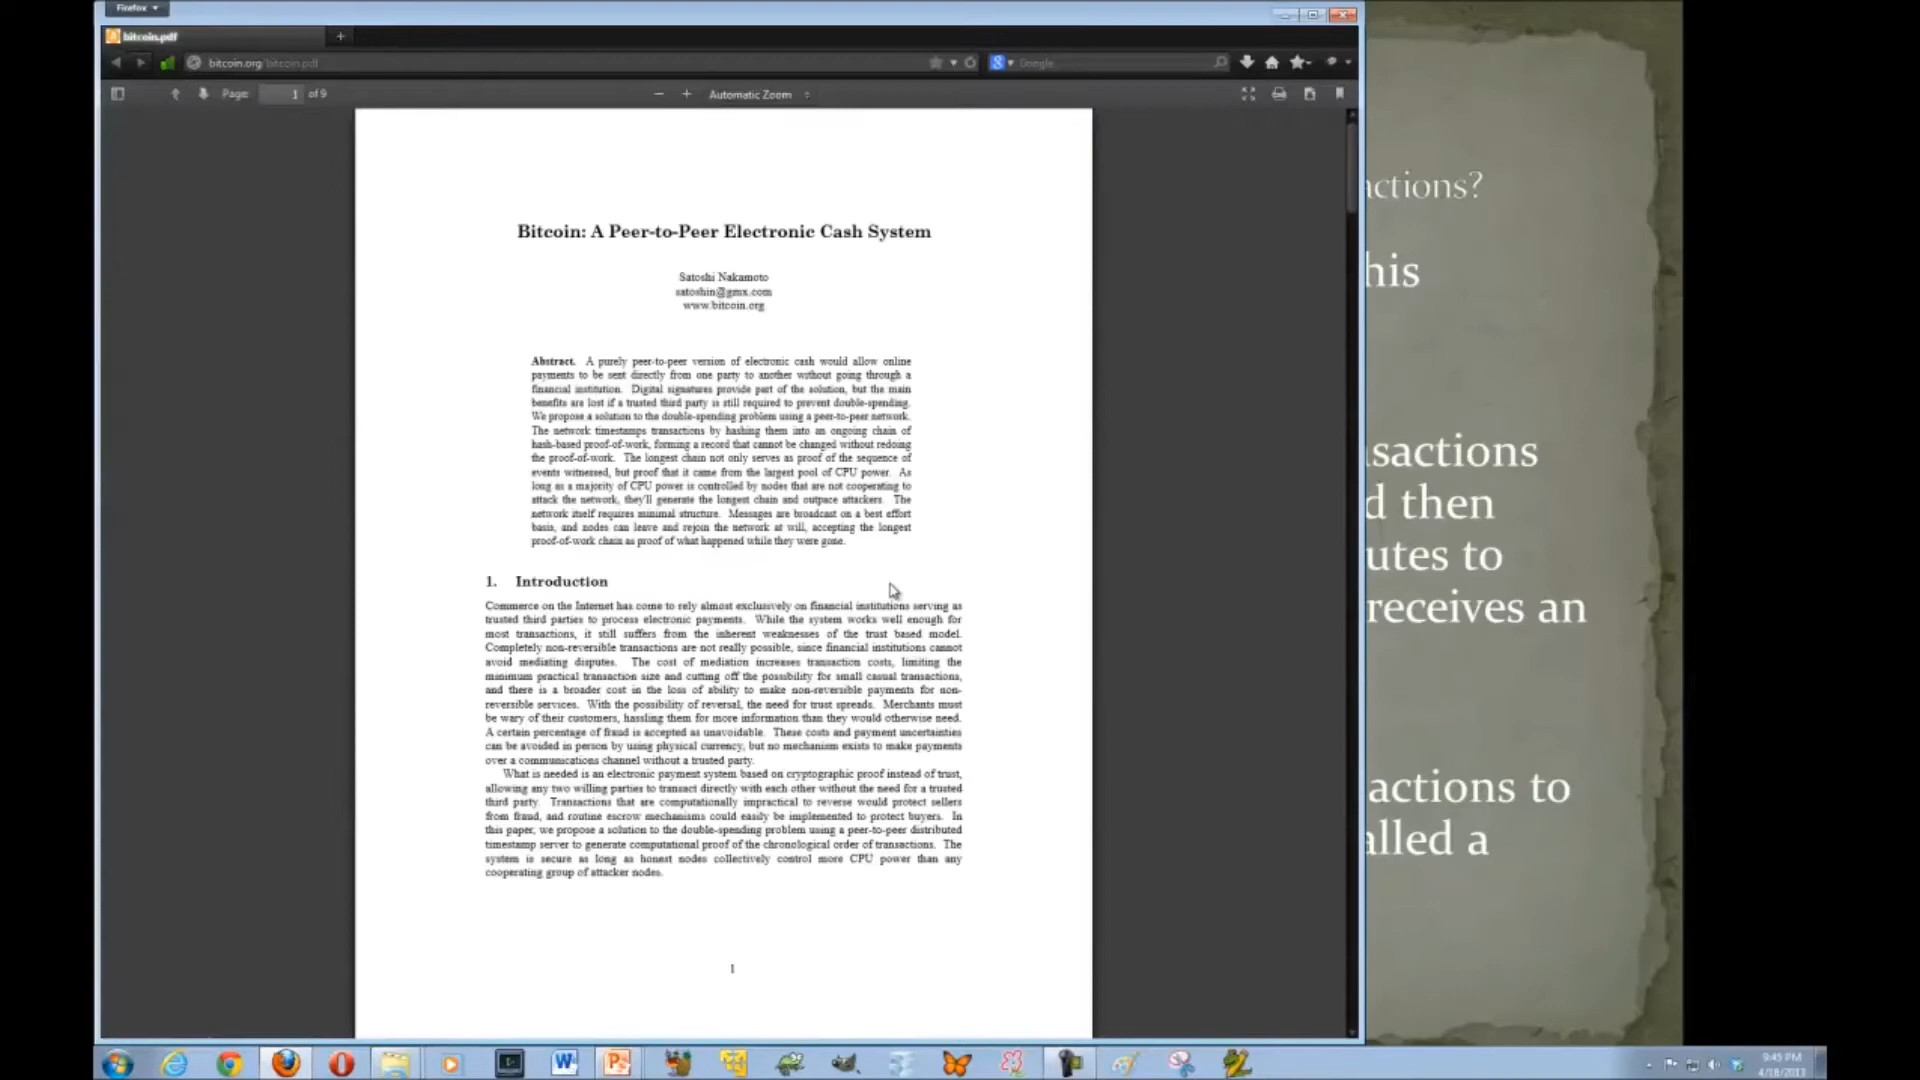 Firefox
bitcoin.pdf
bitcoin.org/bitcoin.pdf
Google
Page: 1 of 9
Automatic Zoom
Bitcoin: A Peer-to-Peer Electronic Cash System
Satoshi Nakamoto
satoshin@gmx.com
www.bitcoin.org
Abstract. A purely peer-to-peer version of electronic cash would allow online
payments to be sent directly from one party to another without going through a
financial institution. Digital signatures provide part of the solution, but the main
benefits are lost if a trusted third party is still required to prevent double-spending.
We propose a solution to the double-spending problem using a peer-to-peer network.
The network timestamps transactions by hashing them into an ongoing chain of
hash-based proof-of-work, forming a record that cannot be changed without redoing
the proof-of-work. The longest chain not only serves as proof of the sequence of
events witnessed, but proof that it came from the largest pool of CPU power. As
long as a majority of CPU power is controlled by nodes that are not cooperating to
attack the network, they'll generate the longest chain and outpace attackers. The
network itself requires minimal structure. Messages are broadcast on a best effort
basis, and nodes can leave and rejoin the network at will, accepting the longest
proof-of-work chain as proof of what happened while they were gone.
1. Introduction
Commerce on the Internet has come to rely almost exclusively on financial institutions serving as
trusted third parties to process electronic payments. While the system works well enough for
most transactions, it still suffers from the inherent weaknesses of the trust based model.
Completely non-reversible transactions are not really possible, since financial institutions cannot
avoid mediating disputes. The cost of mediation increases transaction costs, limiting the
minimum practical transaction size and cutting off the possibility for small casual transactions,
and there is a broader cost in the loss of ability to make non-reversible payments for non-
reversible services. With the possibility of reversal, the need for trust spreads. Merchants must
be wary of their customers, hassling them for more information than they would otherwise need.
A certain percentage of fraud is accepted as unavoidable. These costs and payment uncertainties
can be avoided in person by using physical currency, but no mechanism exists to make payments
over a communications channel without a trusted party.
What is needed is an electronic payment system based on cryptographic proof instead of trust,
allowing any two willing parties to transact directly with each other without the need for a trusted
third party. Transactions that are computationally impractical to reverse would protect sellers
from fraud, and routine escrow mechanisms could easily be implemented to protect buyers. In
this paper, we propose a solution to the double-spending problem using a peer-to-peer distributed
timestamp server to generate computational proof of the chronological order of transactions. The
system is secure as long as honest nodes collectively control more CPU power than any
cooperating group of attacker nodes.
1
actions?
his
sactions
d then
utes to
receives an
actions to
alled a
9:45 PM
4/18/2013